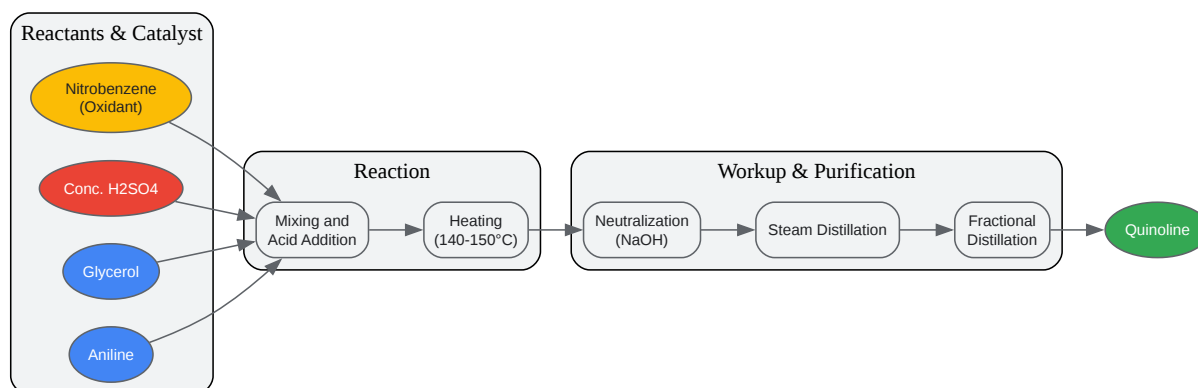 Reactants & Catalyst
Nitrobenzene
(Oxidant)
Conc. H2SO4
Glycerol
Aniline
Reaction
Mixing and
Acid Addition
Heating
(140-150°C)
Workup & Purification
Neutralization
(NaOH)
Steam Distillation
Fractional
Distillation
Quinoline